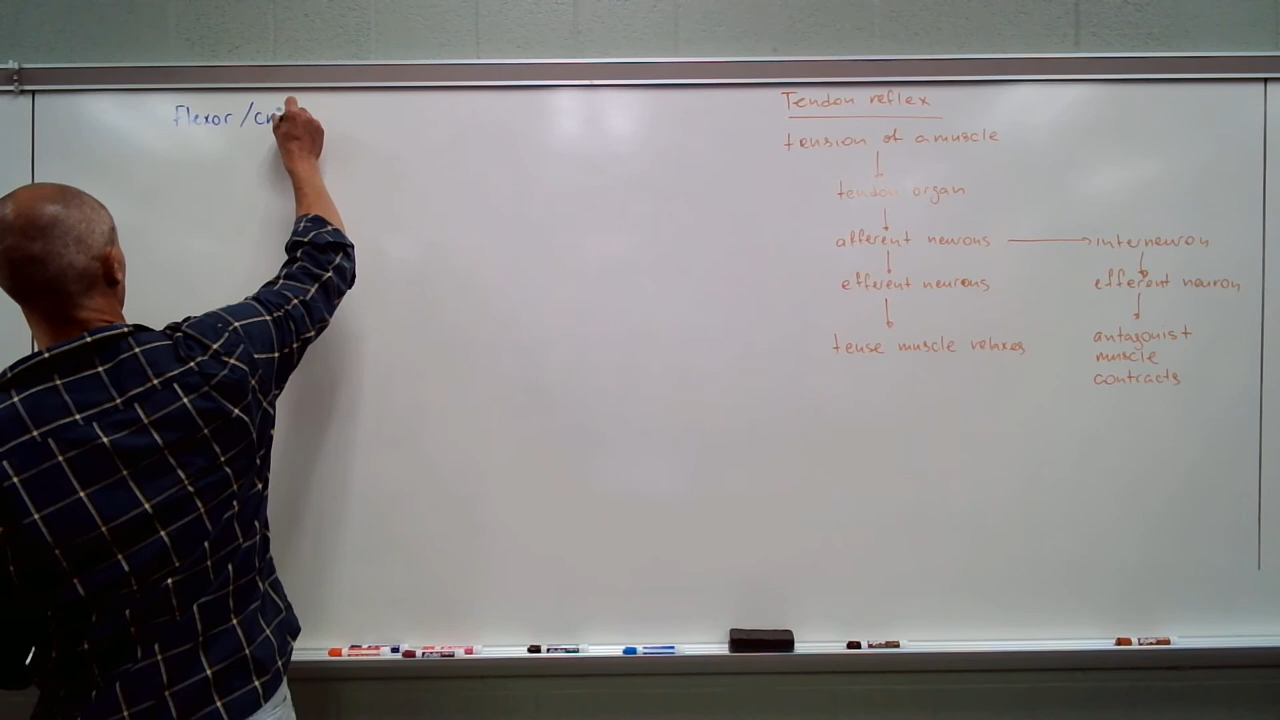 Flexor /cr
Tendon reflex
tension of a muscle
tendon organ
afferent neurons → interneuron
efferent neurons
efferent neuron
tense muscle relaxes
antagonist
muscle
contracts